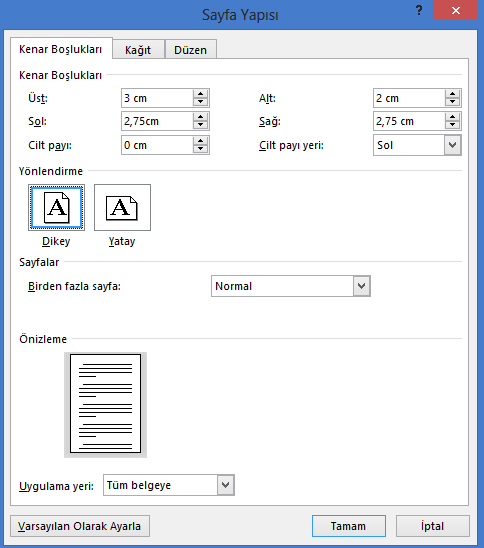 Sayfa Yapısı
? ×
Kenar Boşlukları Kağıt Düzen
Kenar Boşlukları
Üst: 3 cm Alt: 2 cm
Sol: 2,75cm Sağ: 2,75 cm
Cilt payı: 0 cm Cilt payı yeri: Sol
Yönlendirme
A A
Dikey Yatay
Sayfalar
Birden fazla sayfa: Normal
Önizleme
Uygulama yeri: Tüm belgeye
Varsayılan Olarak Ayarla Tamam İptal